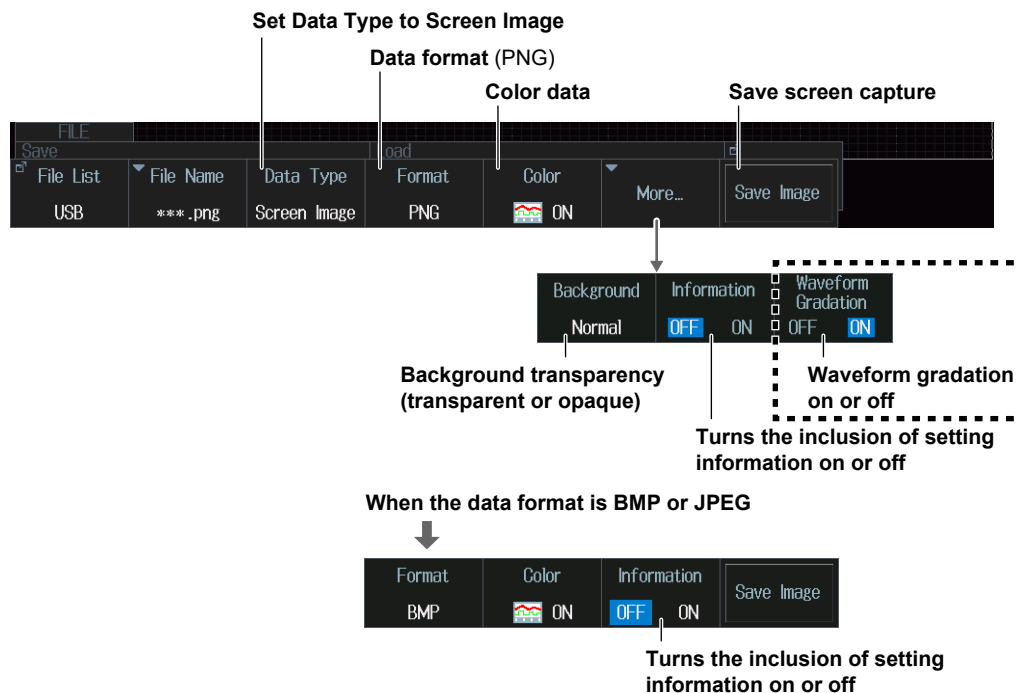 Set Data Type to Screen Image
Data format (PNG)
Color data
Save screen capture
FILE
Save
Load
File List
File Name
Data Type
Format
Color
More...
Save Image
USB
***.png
Screen Image
PNG
ON
Background
Information
Waveform
Gradation
Normal
OFF ON
OFF ON
Background transparency
(transparent or opaque)
Waveform gradation
on or off
Turns the inclusion of setting
information on or off
When the data format is BMP or JPEG
Format
Color
Information
Save Image
BMP
ON
OFF ON
Turns the inclusion of setting
information on or off